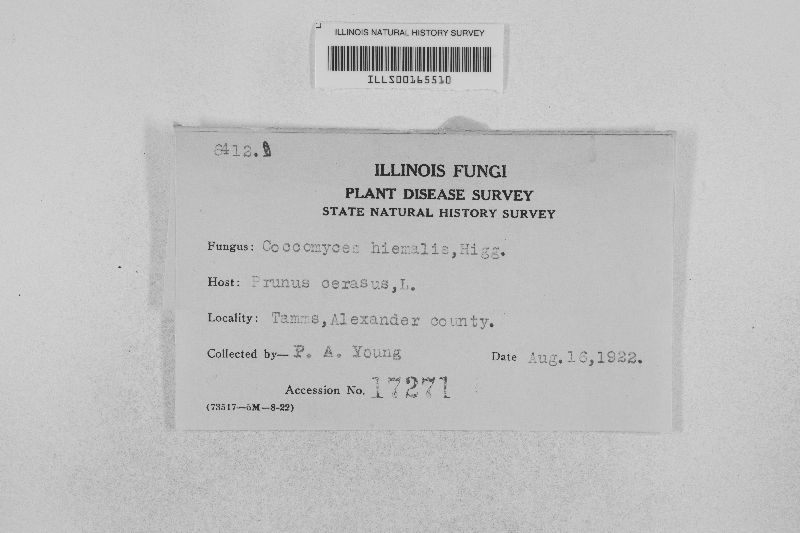 ILLINOIS NATURAL HISTORY SURVEY
ILLS00165510
8412.
ILLINOIS FUNGI
PLANT DISEASE SURVEY
STATE NATURAL HISTORY SURVEY
Fungus: Coccomyces hiemalis, Higg.
Host: Prunus cerasus, L.
Locality: Tamms, Alexander county.
Collected by— P. A. Young Date Aug. 16, 1922.
Accession No. 17271
(73517—5M—8-22)